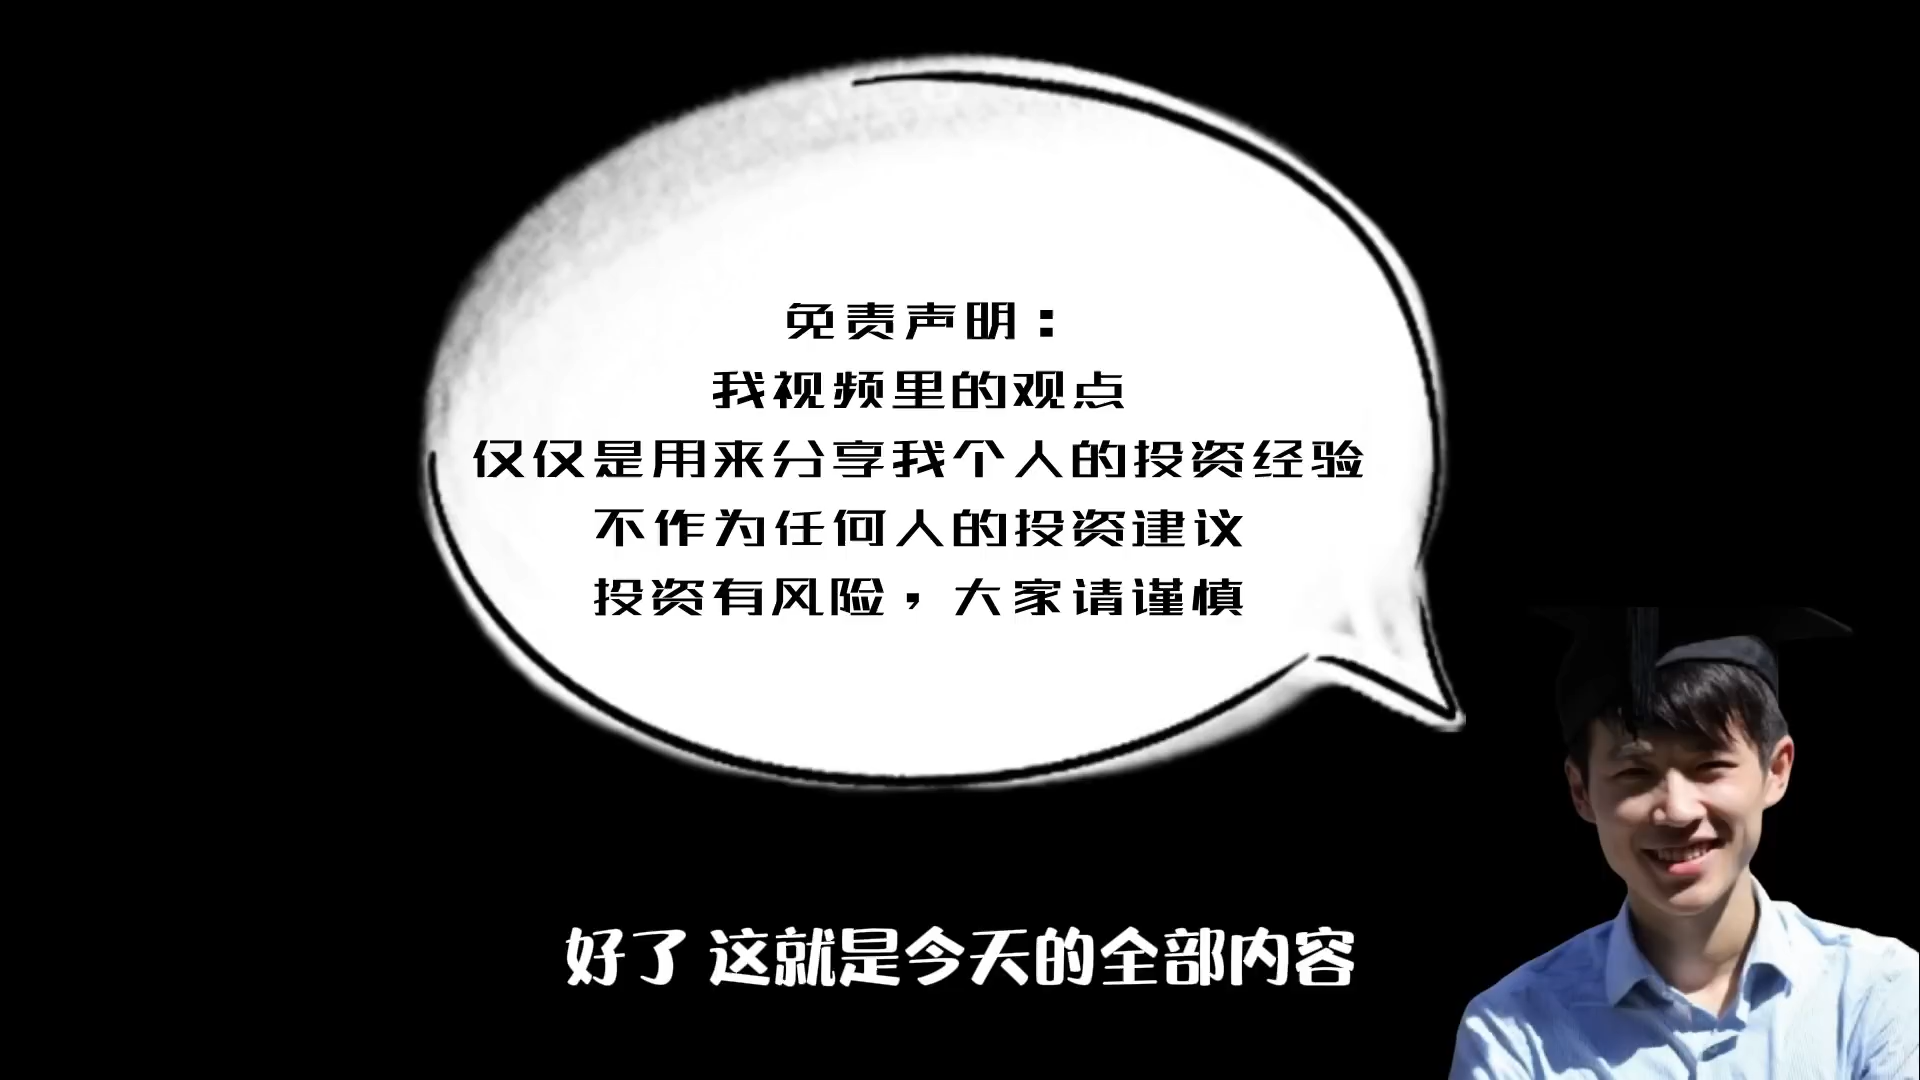 免责声明：
我视频里的观点
仅仅是用来分享我个人的投资经验
不作为任何人的投资建议
投资有风险，大家请谨慎
好了 这就是今天的全部内容